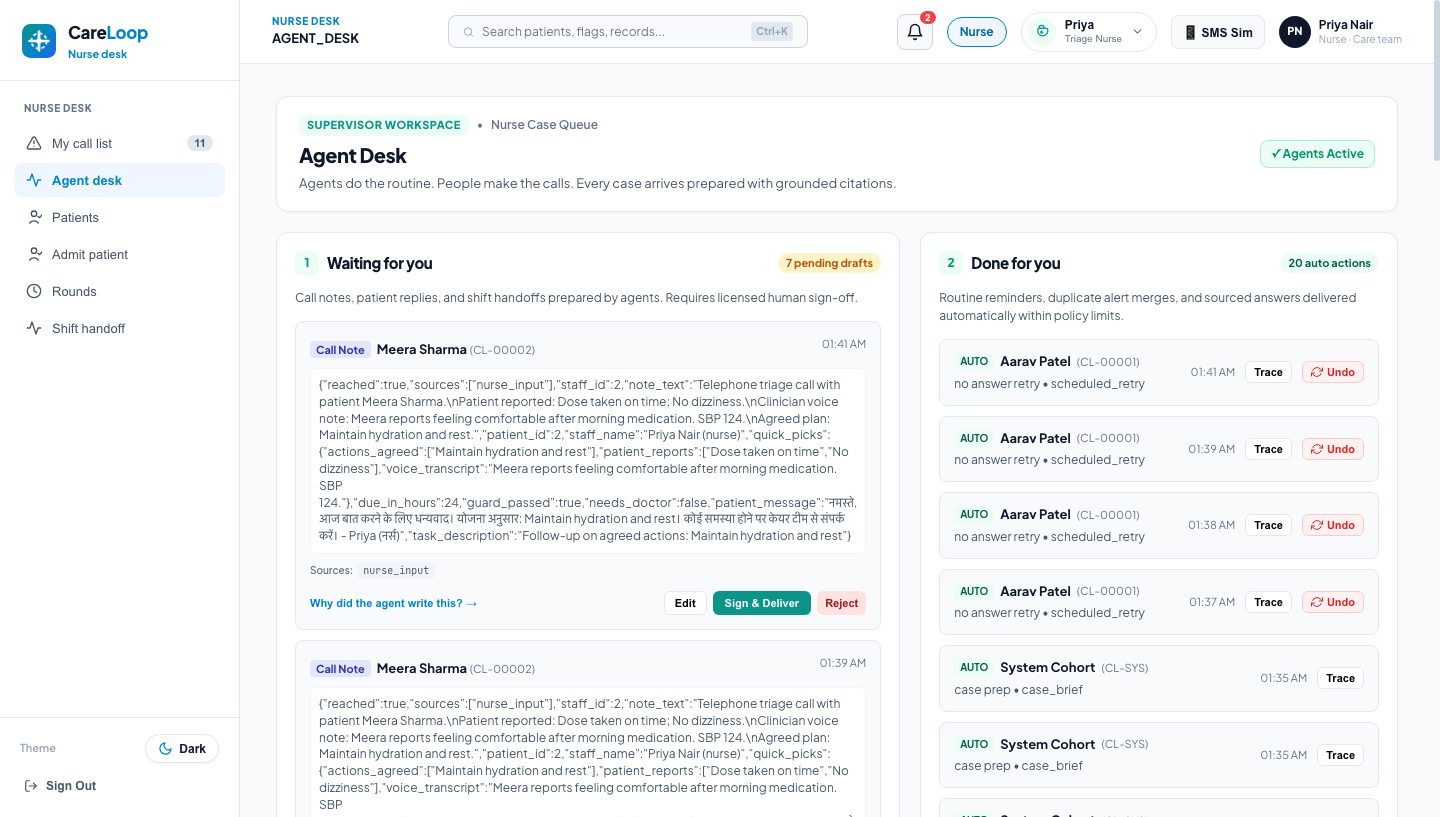 CareLoop
Nurse desk
NURSE DESK
My call list
11
Agent desk
Patients
Admit patient
Rounds
Shift handoff
Theme
Dark
Sign Out
NURSE DESK
AGENT_DESK
Search patients, flags, records...
Ctrl+K
2
Nurse
Priya
Triage Nurse
SMS Sim
PN
Priya Nair
Nurse · Care team
SUPERVISOR WORKSPACE • Nurse Case Queue
Agent Desk
Agents do the routine. People make the calls. Every case arrives prepared with grounded citations.
✓Agents Active
1 Waiting for you
7 pending drafts
Call notes, patient replies, and shift handoffs prepared by agents. Requires licensed human sign-off.
Call Note Meera Sharma (CL-00002)
01:41 AM
{"reached":true,"sources":["nurse_input"],"staff_id":2,"note_text":"Telephone triage call with
patient Meera Sharma.\nPatient reported: Dose taken on time; No dizziness.\nClinician voice
note: Meera reports feeling comfortable after morning medication. SBP 124.\nAgreed plan:
Maintain hydration and rest.","patient_id":2,"staff_name":"Priya Nair (nurse)","quick_picks":
{"actions_agreed":["Maintain hydration and rest"],"patient_reports":["Dose taken on time","No
dizziness"],"voice_transcript":"Meera reports feeling comfortable after morning medication.
SBP
124."},"due_in_hours":24,"guard_passed":true,"needs_doctor":false,"patient_message":"नमस्ते,
आज बात करने के लिए धन्यवाद। योजना अनुसार: Maintain hydration and rest। कोई समस्या होने पर केयर टीम से संपर्क
करें। - Priya (नर्स)","task_description":"Follow-up on agreed actions: Maintain hydration and rest"}
Sources: nurse_input
Why did the agent write this? →
Edit
Sign & Deliver
Reject
Call Note Meera Sharma (CL-00002)
01:39 AM
{"reached":true,"sources":["nurse_input"],"staff_id":2,"note_text":"Telephone triage call with
patient Meera Sharma.\nPatient reported: Dose taken on time; No dizziness.\nClinician voice
note: Meera reports feeling comfortable after morning medication. SBP 124.\nAgreed plan:
Maintain hydration and rest.","patient_id":2,"staff_name":"Priya Nair (nurse)","quick_picks":
{"actions_agreed":["Maintain hydration and rest"],"patient_reports":["Dose taken on time","No
dizziness"],"voice_transcript":"Meera reports feeling comfortable after morning medication.
SBP
2 Done for you
20 auto actions
Routine reminders, duplicate alert merges, and sourced answers delivered
automatically within policy limits.
AUTO Aarav Patel (CL-00001)
no answer retry • scheduled_retry
01:41 AM
Trace
Undo
AUTO Aarav Patel (CL-00001)
no answer retry • scheduled_retry
01:39 AM
Trace
Undo
AUTO Aarav Patel (CL-00001)
no answer retry • scheduled_retry
01:38 AM
Trace
Undo
AUTO Aarav Patel (CL-00001)
no answer retry • scheduled_retry
01:37 AM
Trace
Undo
AUTO System Cohort (CL-SYS)
case prep • case_brief
01:35 AM
Trace
AUTO System Cohort (CL-SYS)
case prep • case_brief
01:35 AM
Trace